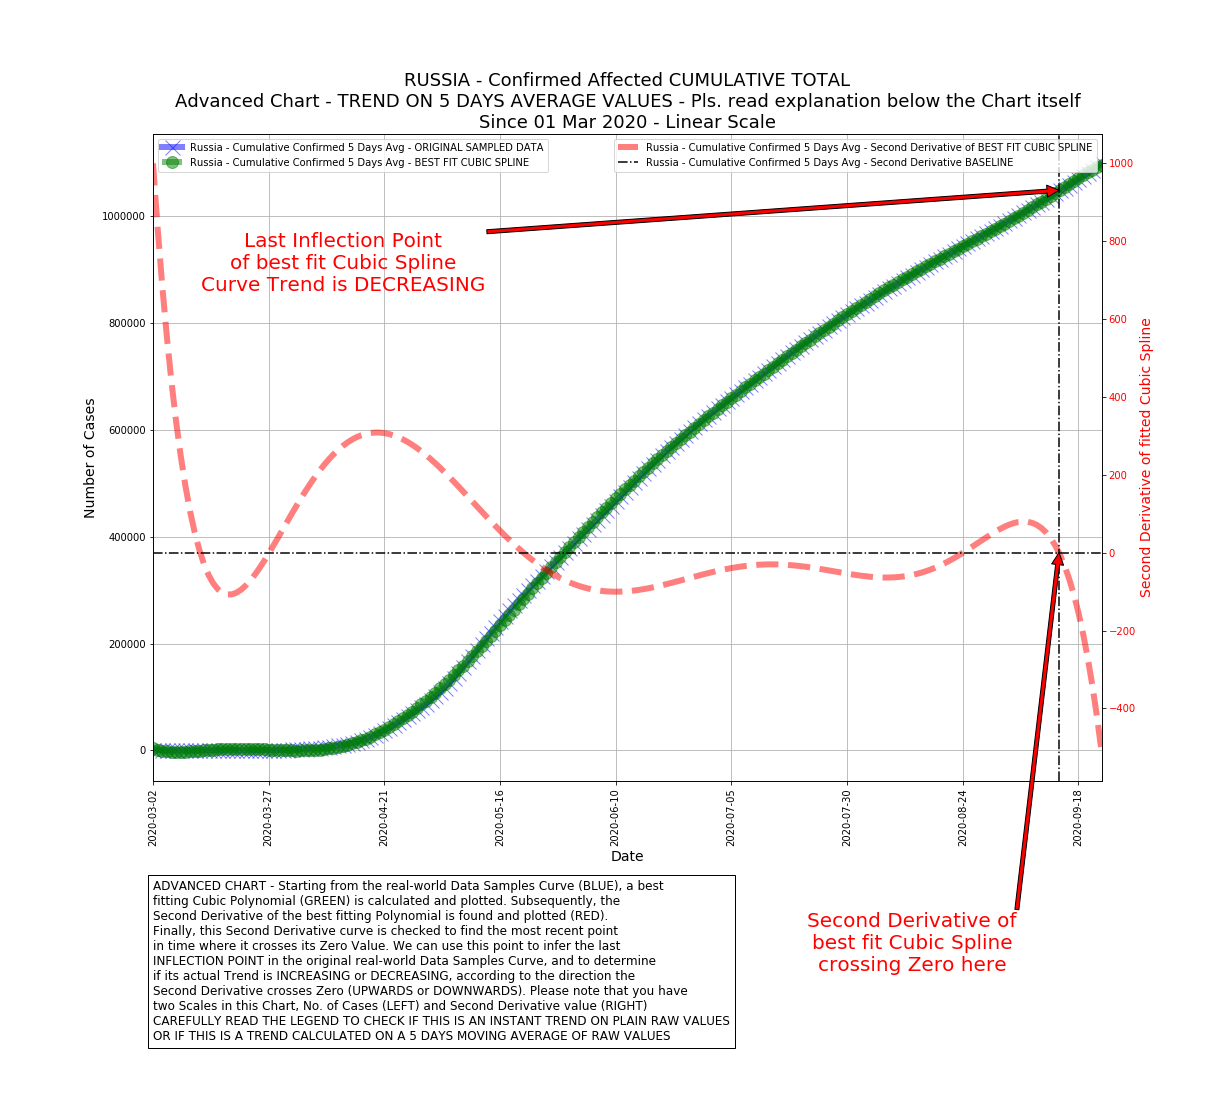 RUSSIA - Confirmed Affected CUMULATIVE TOTAL
Advanced Chart - TREND ON 5 DAYS AVERAGE VALUES - Pls. read explanation below the Chart itself
Since 01 Mar 2020 - Linear Scale
Russia - Cumulative Confirmed 5 Days Avg - ORIGINAL SAMPLED DATA
Russia - Cumulative Confirmed 5 Days Avg - BEST FIT CUBIC SPLINE
Russia - Cumulative Confirmed 5 Days Avg - Second Derivative of BEST FIT CUBIC SPLINE
Russia - Cumulative Confirmed 5 Days Avg - Second Derivative BASELINE
Last Inflection Point
of best fit Cubic Spline
Curve Trend is DECREASING
Number of Cases
1000000
800000
600000
400000
200000
0
1000
800
600
400
200
0
−200
−400
Second Derivative of fitted Cubic Spline
2020-03-02
2020-03-27
2020-04-21
2020-05-16
2020-06-10
2020-07-05
2020-07-30
2020-08-24
2020-09-18
Date
ADVANCED CHART - Starting from the real-world Data Samples Curve (BLUE), a best
fitting Cubic Polynomial (GREEN) is calculated and plotted. Subsequently, the
Second Derivative of the best fitting Polynomial is found and plotted (RED).
Finally, this Second Derivative curve is checked to find the most recent point
in time where it crosses its Zero Value. We can use this point to infer the last
INFLECTION POINT in the original real-world Data Samples Curve, and to determine
if its actual Trend is INCREASING or DECREASING, according to the direction the
Second Derivative crosses Zero (UPWARDS or DOWNWARDS). Please note that you have
two Scales in this Chart, No. of Cases (LEFT) and Second Derivative value (RIGHT)
CAREFULLY READ THE LEGEND TO CHECK IF THIS IS AN INSTANT TREND ON PLAIN RAW VALUES
OR IF THIS IS A TREND CALCULATED ON A 5 DAYS MOVING AVERAGE OF RAW VALUES
Second Derivative of
best fit Cubic Spline
crossing Zero here